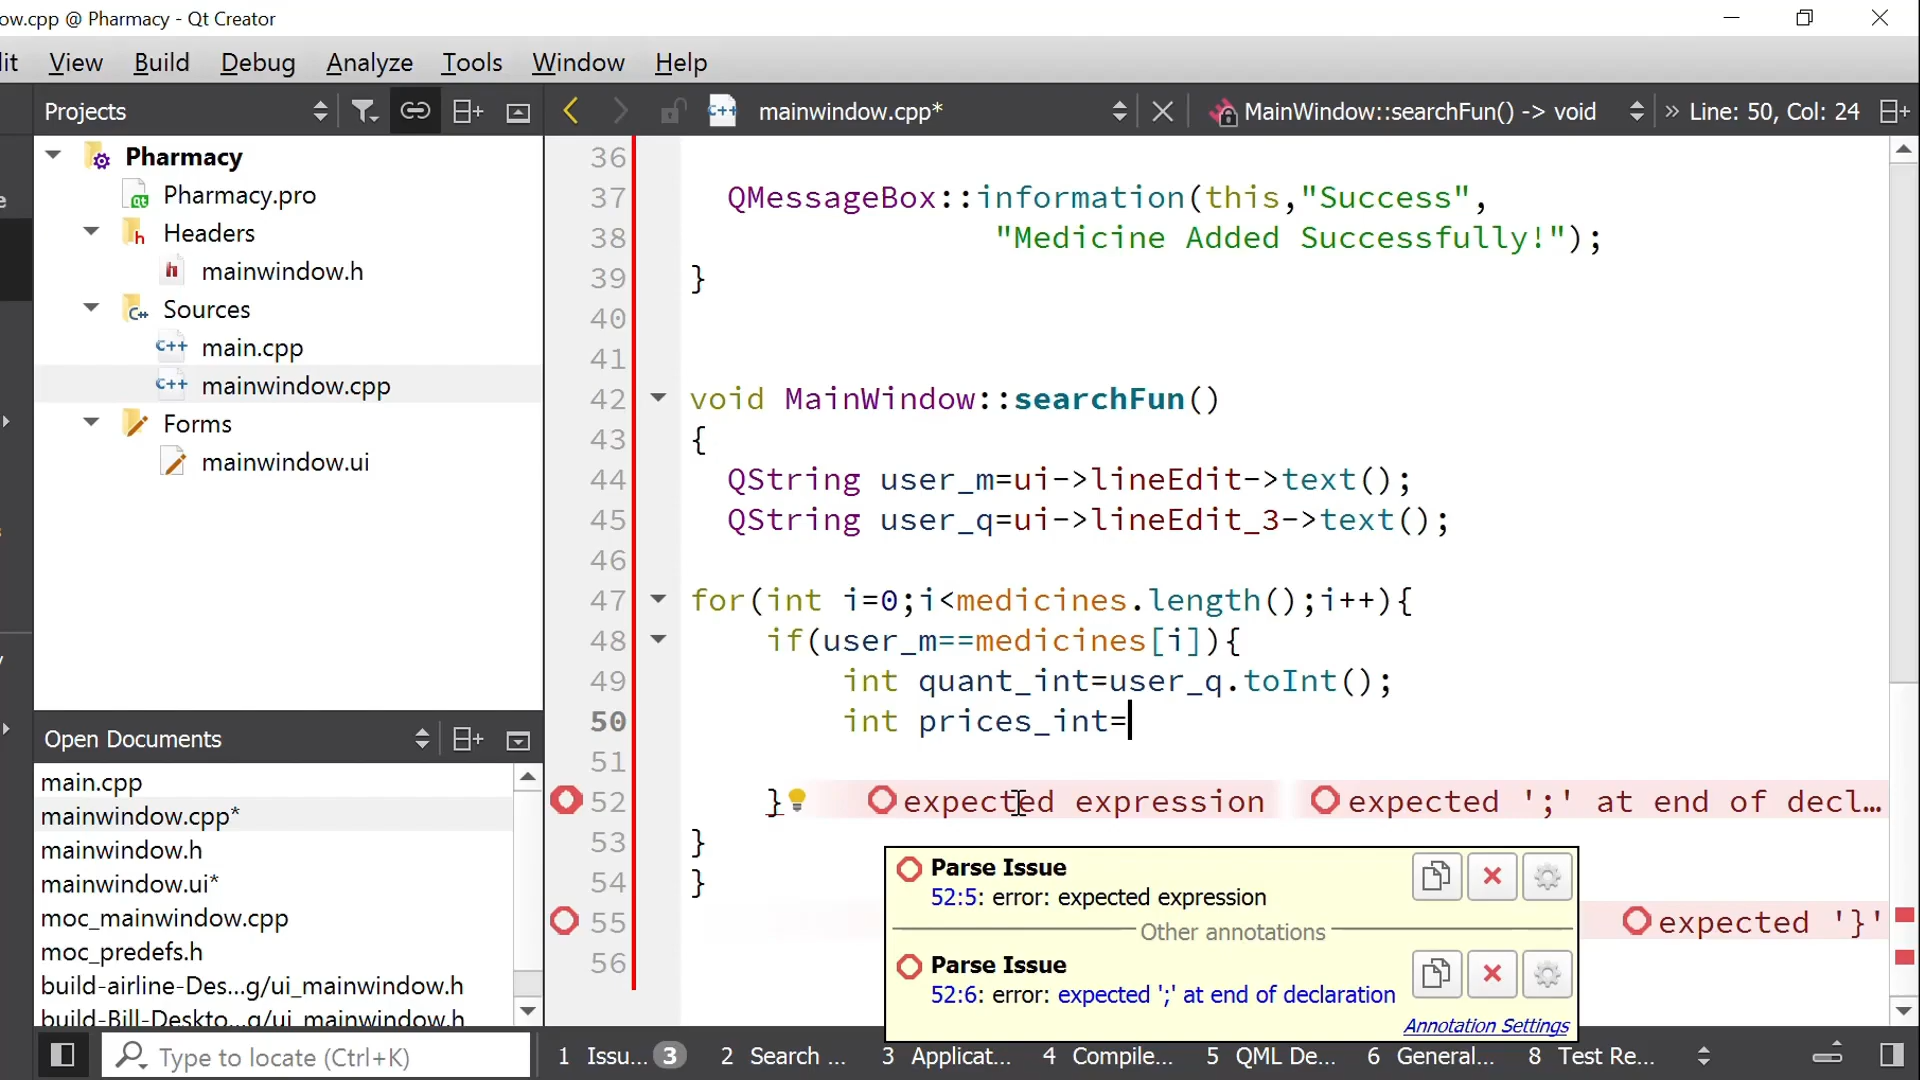 ow.cpp @ Pharmacy - Qt Creator
it View Build Debug Analyze Tools Window Help
Projects
mainwindow.cpp*
MainWindow::searchFun() -> void
» Line: 50, Col: 24
Pharmacy
Pharmacy.pro
Headers
mainwindow.h
Sources
main.cpp
mainwindow.cpp
Forms
mainwindow.ui
36
37 QMessageBox::information(this,"Success",
38 "Medicine Added Successfully!");
39 }
40
41
42 void MainWindow::searchFun()
43 {
44 QString user_m=ui->lineEdit->text();
45 QString user_q=ui->lineEdit_3->text();
46
47 for(int i=0;i<medicines.length();i++){
48 if(user_m==medicines[i]){
49 int quant_int=user_q.toInt();
50 int prices_int=
51
52 } expected expression expected ';' at end of decl…
53 }
54 }
55 expected '}'
56
Parse Issue
52:5: error: expected expression
Other annotations
Parse Issue
52:6: error: expected ';' at end of declaration
Annotation Settings
Open Documents
main.cpp
mainwindow.cpp*
mainwindow.h
mainwindow.ui*
moc_mainwindow.cpp
moc_predefs.h
build-airline-Des...g/ui_mainwindow.h
build-Bill-Deskto...g/ui_mainwindow.h
Type to locate (Ctrl+K)
1 Issu... 3 2 Search ... 3 Applicat... 4 Compile... 5 QML De... 6 General... 8 Test Re...